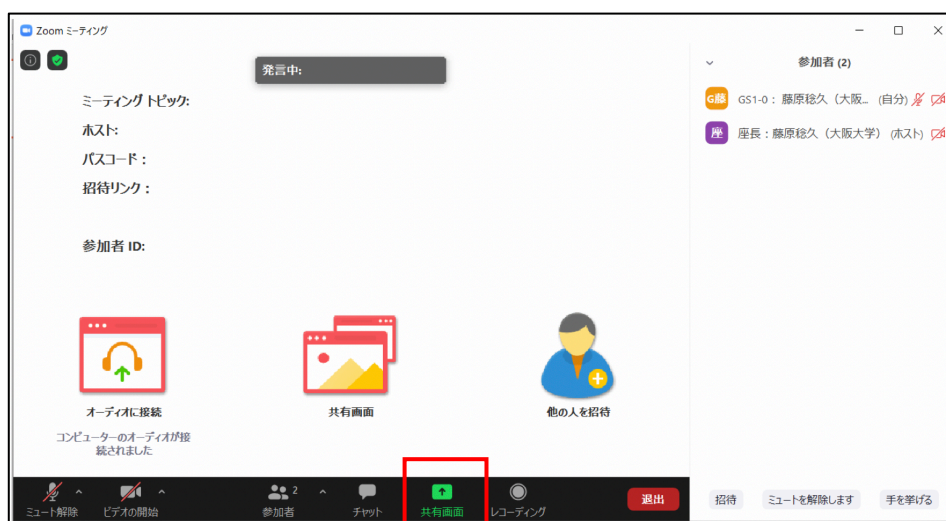 Zoom ミーティング
発言中:
ミーティング トピック:
ホスト:
パスコード：
招待リンク：
参加者 ID:
オーディオに接続
コンピューターのオーディオが接
続されました
共有画面
他の人を招待
ミュート解除
ビデオの開始
2
参加者
チャット
共有画面
レコーディング
退出
参加者 (2)
G藤 GS1-0： 藤原稔久（大阪... (自分)
座 座長：藤原稔久（大阪大学） (ホスト)
招待
ミュートを解除します
手を挙げる